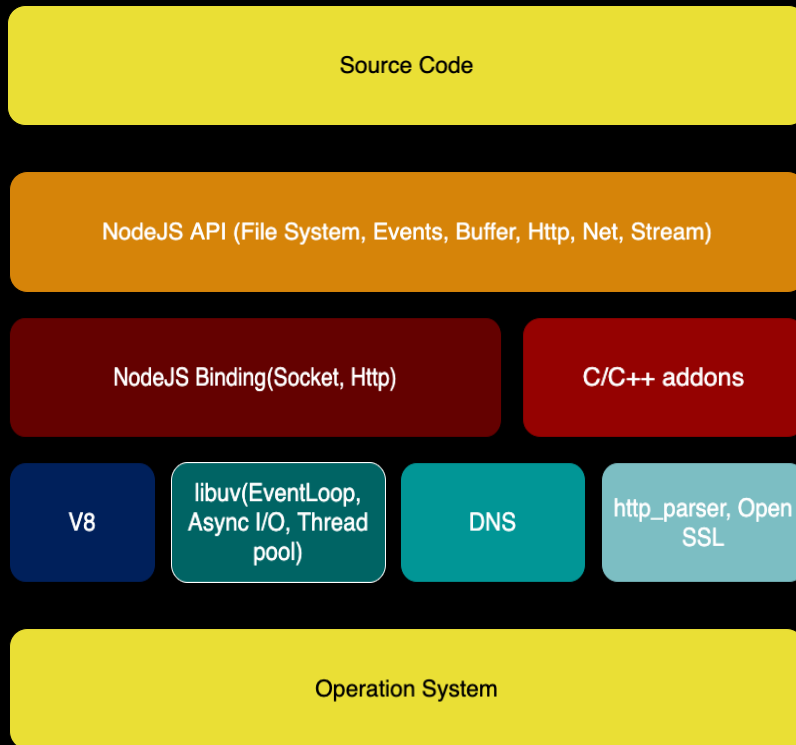 Source Code
NodeJS API (File System, Events, Buffer, Http, Net, Stream)
NodeJS Binding(Socket, Http)
C/C++ addons
V8
libuv(EventLoop,
Async I/O, Thread
pool)
DNS
http_parser, Open
SSL
Operation System